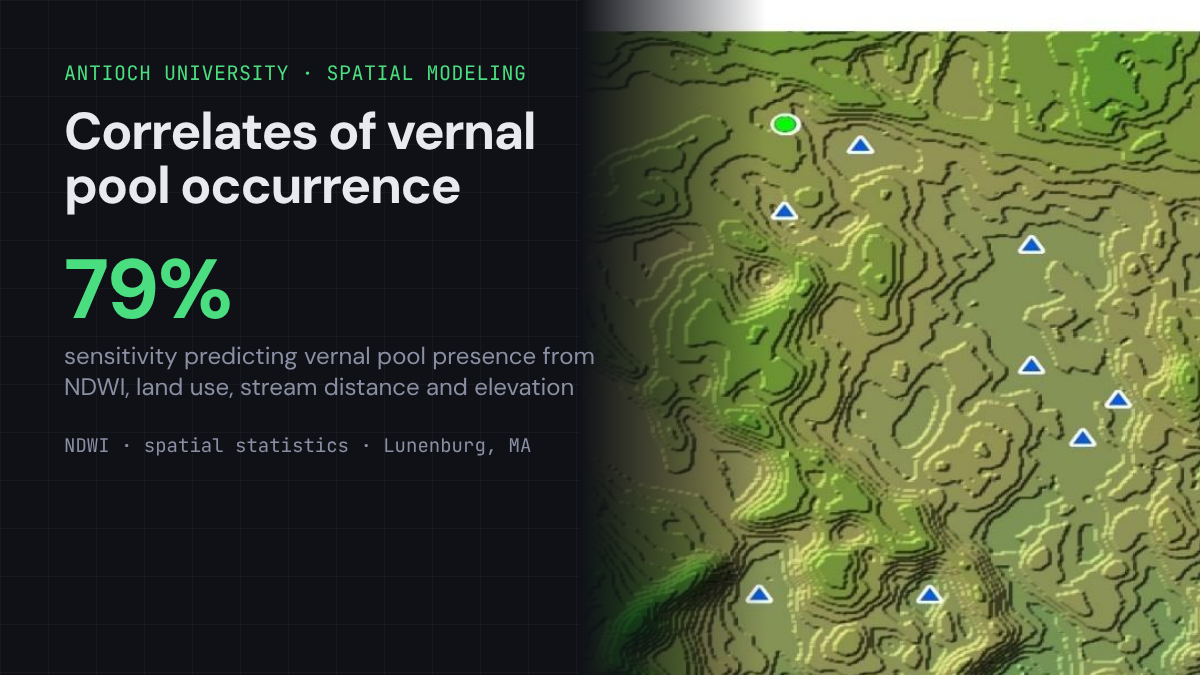 ANTIOCH UNIVERSITY · SPATIAL MODELING
Correlates of vernal
pool occurrence
79%
sensitivity predicting vernal pool presence from
NDWI, land use, stream distance and elevation
NDWI · spatial statistics · Lunenburg, MA